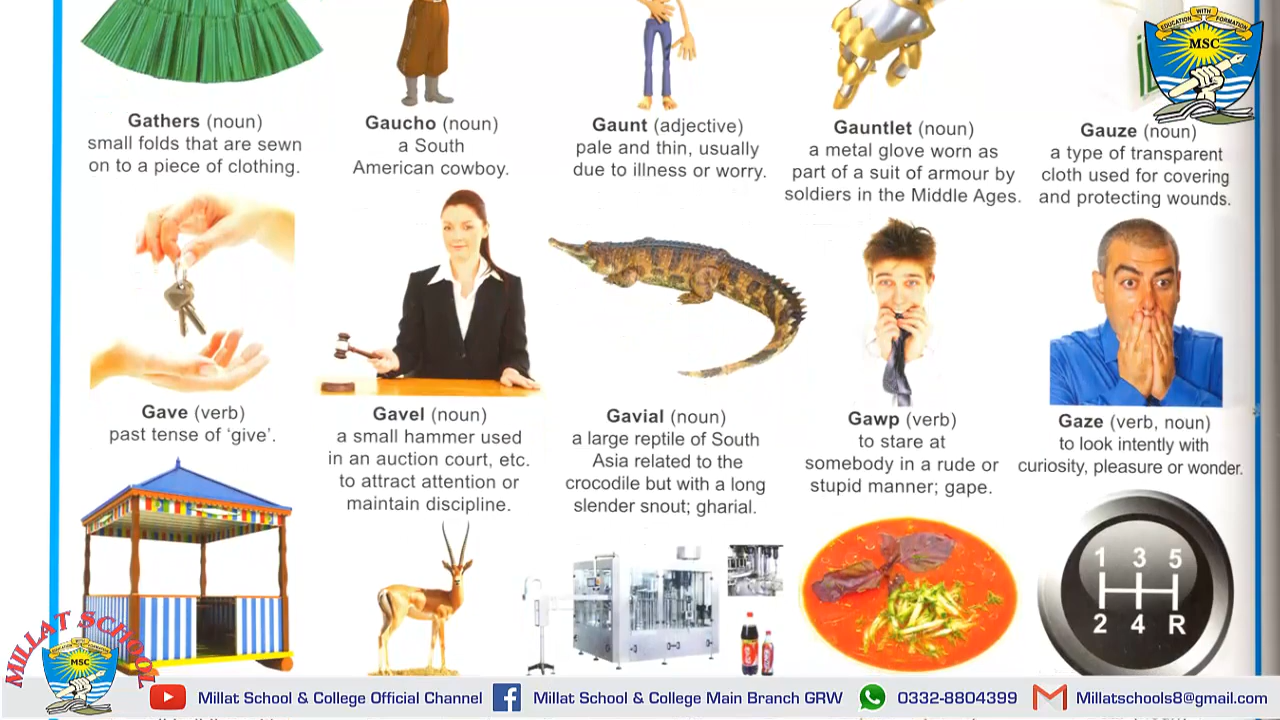 EDUCATION WITH FORMATION
MSC
Gathers (noun)
small folds that are sewn
on to a piece of clothing.
Gaucho (noun)
a South
American cowboy.
Gaunt (adjective)
pale and thin, usually
due to illness or worry.
Gauntlet (noun)
a metal glove worn as
part of a suit of armour by
soldiers in the Middle Ages.
Gauze (noun)
a type of transparent
cloth used for covering
and protecting wounds.
Gave (verb)
past tense of ‘give’.
Gavel (noun)
a small hammer used
in an auction court, etc.
to attract attention or
maintain discipline.
Gavial (noun)
a large reptile of South
Asia related to the
crocodile but with a long
slender snout; gharial.
Gawp (verb)
to stare at
somebody in a rude or
stupid manner; gape.
Gaze (verb, noun)
to look intently with
curiosity, pleasure or wonder.
1 3 5
2 4 R
MILLAT SCHOOL
MSC
Millat School & College Official Channel
Millat School & College Main Branch GRW
0332-8804399
Millatschools8@gmail.com